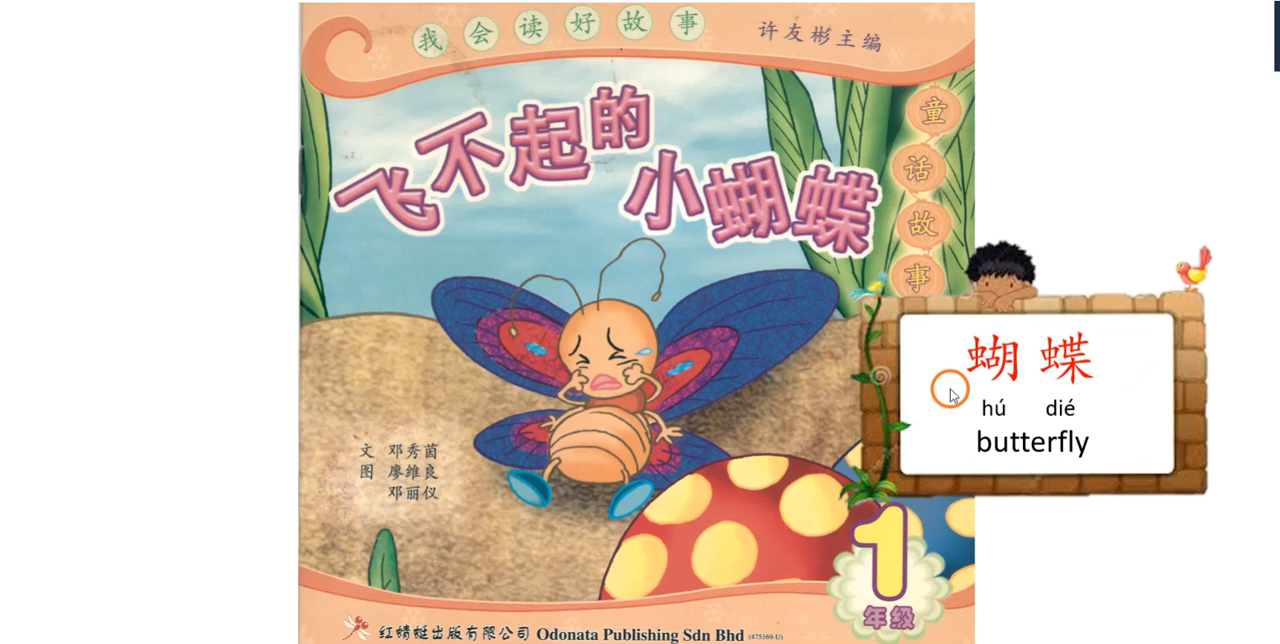 我会读好故事
许友彬主编
飞不起的
小蝴蝶
童话故事
蝴 蝶
hú dié
butterfly
文 邓秀茵
图 廖维良
邓丽仪
1
年级
红蜻蜓出版有限公司 Odonata Publishing Sdn Bhd (475169-U)